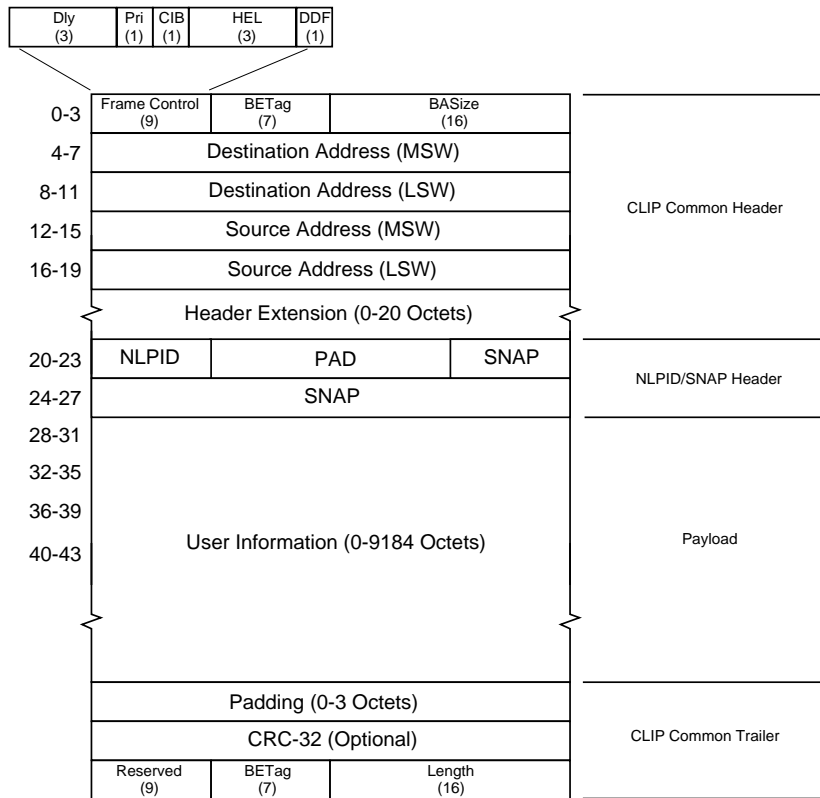 Dly Pri CIB HEL DDF
(3) (1) (1) (3) (1)
Frame Control BETag BASize
0-3 (9) (7) (16)
4-7 Destination Address (MSW)
8-11 Destination Address (LSW)
CLIP Common Header
12-15 Source Address (MSW)
16-19 Source Address (LSW)
Header Extension (0-20 Octets)
20-23 NLPID PAD SNAP
NLPID/SNAP Header
24-27 SNAP
28-31
32-35
36-39
User Information (0-9184 Octets) Payload
40-43
Padding (0-3 Octets)
CRC-32 (Optional) CLIP Common Trailer
Reserved BETag Length
(9) (7) (16)